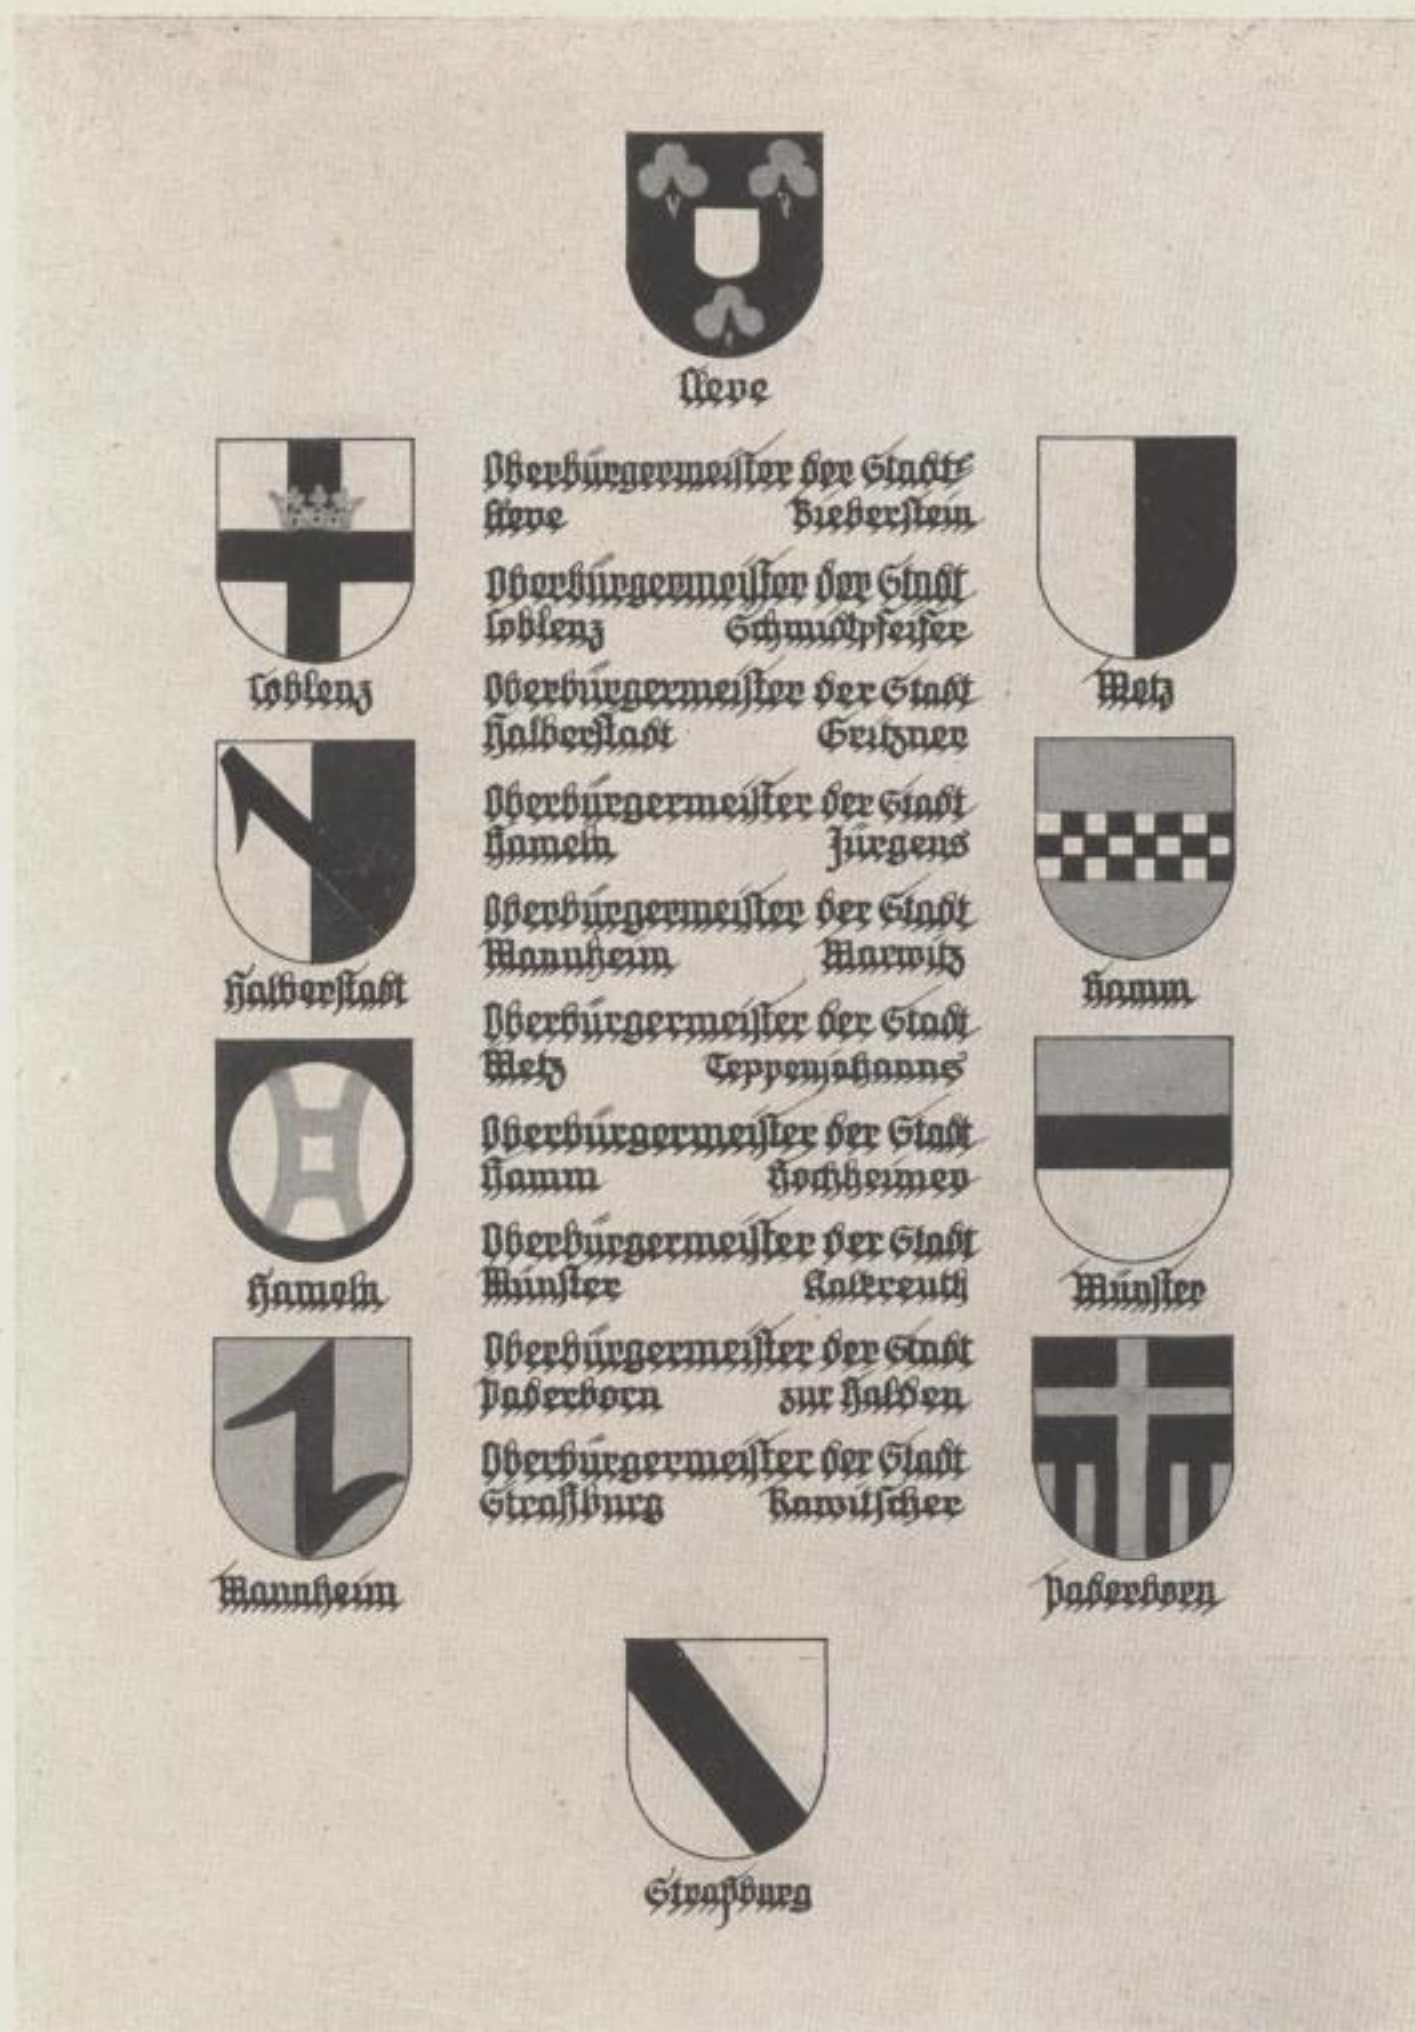 Cleve
Oberbürgermeister der Stadt
Kleve Bieberstein
Oberbürgermeister der Stadt
Coblenz Schmidtpfeifer
Oberbürgermeister der Stadt
Halberstadt Gritzner
Oberbürgermeister der Stadt
Hameln Jürgens
Oberbürgermeister der Stadt
Mannheim Marwitz
Oberbürgermeister der Stadt
Metz Teppenjohanns
Oberbürgermeister der Stadt
Hamm Hochheimer
Oberbürgermeister der Stadt
Münster Kalkreuth
Oberbürgermeister der Stadt
Paderborn zur Halden
Oberbürgermeister der Stadt
Straßburg Rawitscher
Coblenz
Halberstadt
Hameln
Mannheim
Metz
Hamm
Münster
Paderborn
Straßburg